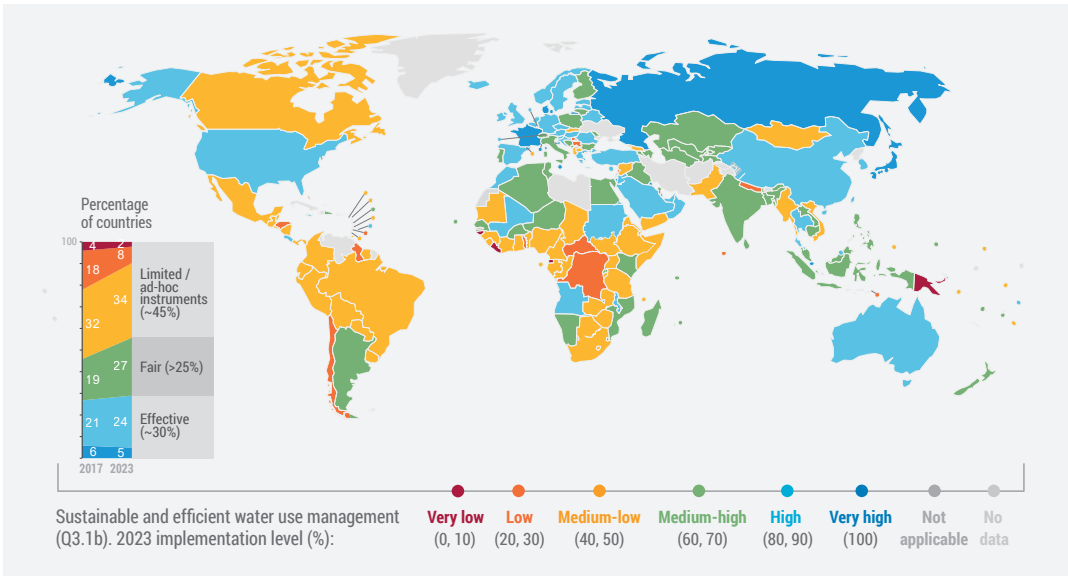 Percentage
of countries
100
4 2
18 8
32 34
19 27
21 24
6 5
2017 2023
Limited /
ad-hoc
instruments
(~45%)
Fair (>25%)
Effective
(~30%)
Sustainable and efficient water use management
(Q3.1b). 2023 implementation level (%):
Very low
(0, 10)
Low
(20, 30)
Medium-low
(40, 50)
Medium-high
(60, 70)
High
(80, 90)
Very high
(100)
Not
applicable
No
data